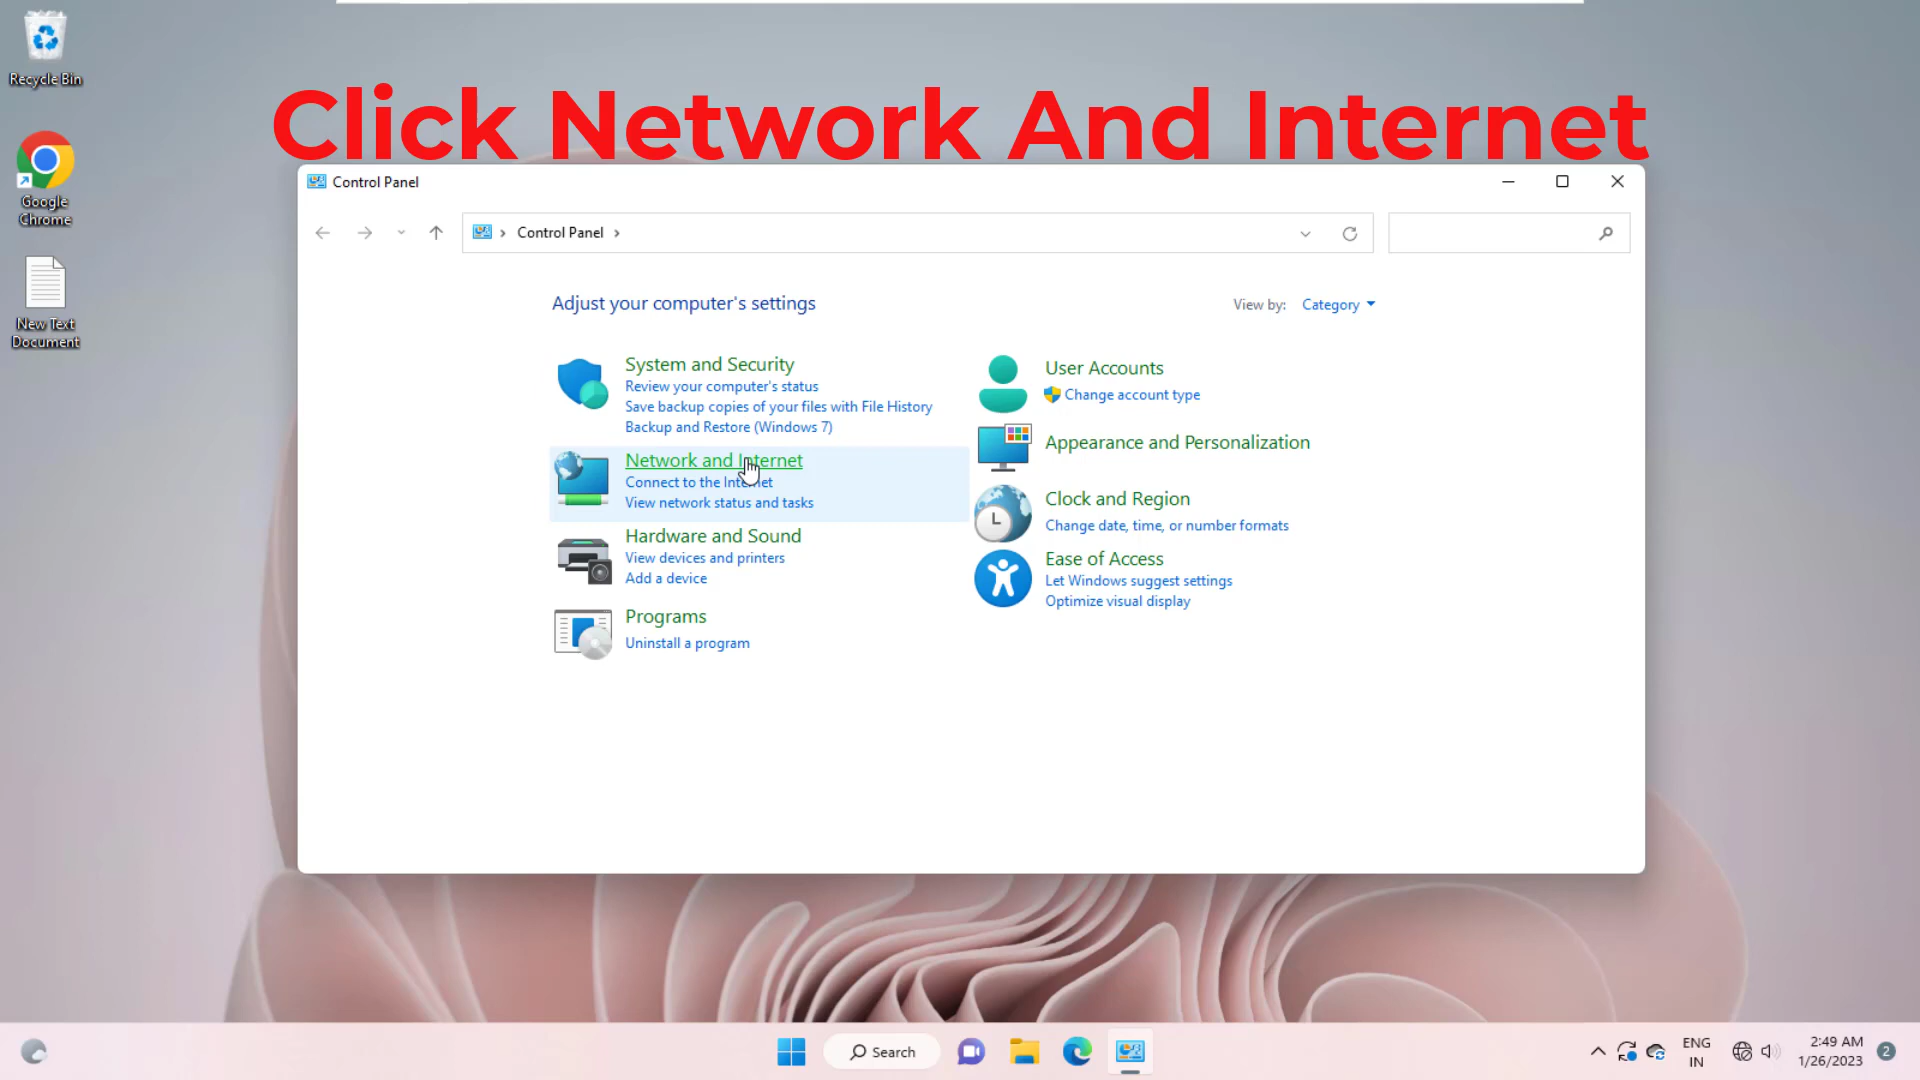 Recycle Bin
Google
Chrome
New Text
Document
Click Network And Internet
Control Panel
Control Panel
Adjust your computer's settings
View by: Category
System and Security
Review your computer's status
Save backup copies of your files with File History
Backup and Restore (Windows 7)
Network and Internet
Connect to the Internet
View network status and tasks
Hardware and Sound
View devices and printers
Add a device
Programs
Uninstall a program
User Accounts
Change account type
Appearance and Personalization
Clock and Region
Change date, time, or number formats
Ease of Access
Let Windows suggest settings
Optimize visual display
Search
ENG
IN
2:49 AM
1/26/2023
2